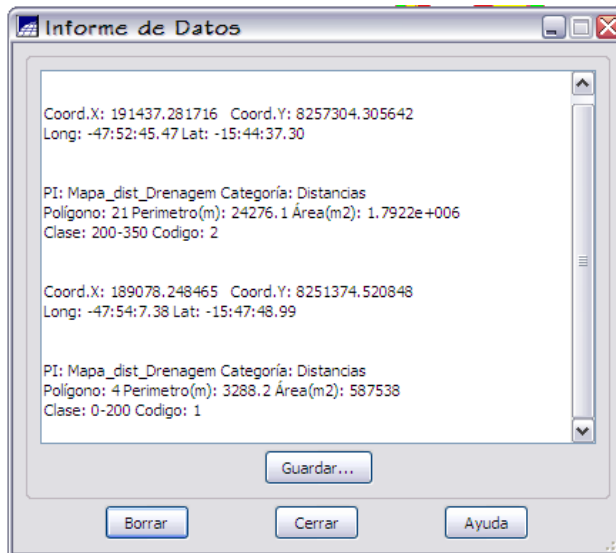 Informe de Datos
Coord.X: 191437.281716 Coord.Y: 8257304.305642
Long: -47:52:45.47 Lat: -15:44:37.30
PI: Mapa_dist_Drenagem Categoría: Distancias
Polígono: 21 Perimetro(m): 24276.1 Área(m2): 1.7922e+006
Clase: 200-350 Codigo: 2
Coord.X: 189078.248465 Coord.Y: 8251374.520848
Long: -47:54:7.38 Lat: -15:47:48.99
PI: Mapa_dist_Drenagem Categoría: Distancias
Polígono: 4 Perimetro(m): 3288.2 Área(m2): 587538
Clase: 0-200 Codigo: 1
Guardar...
Borrar Cerrar Ayuda